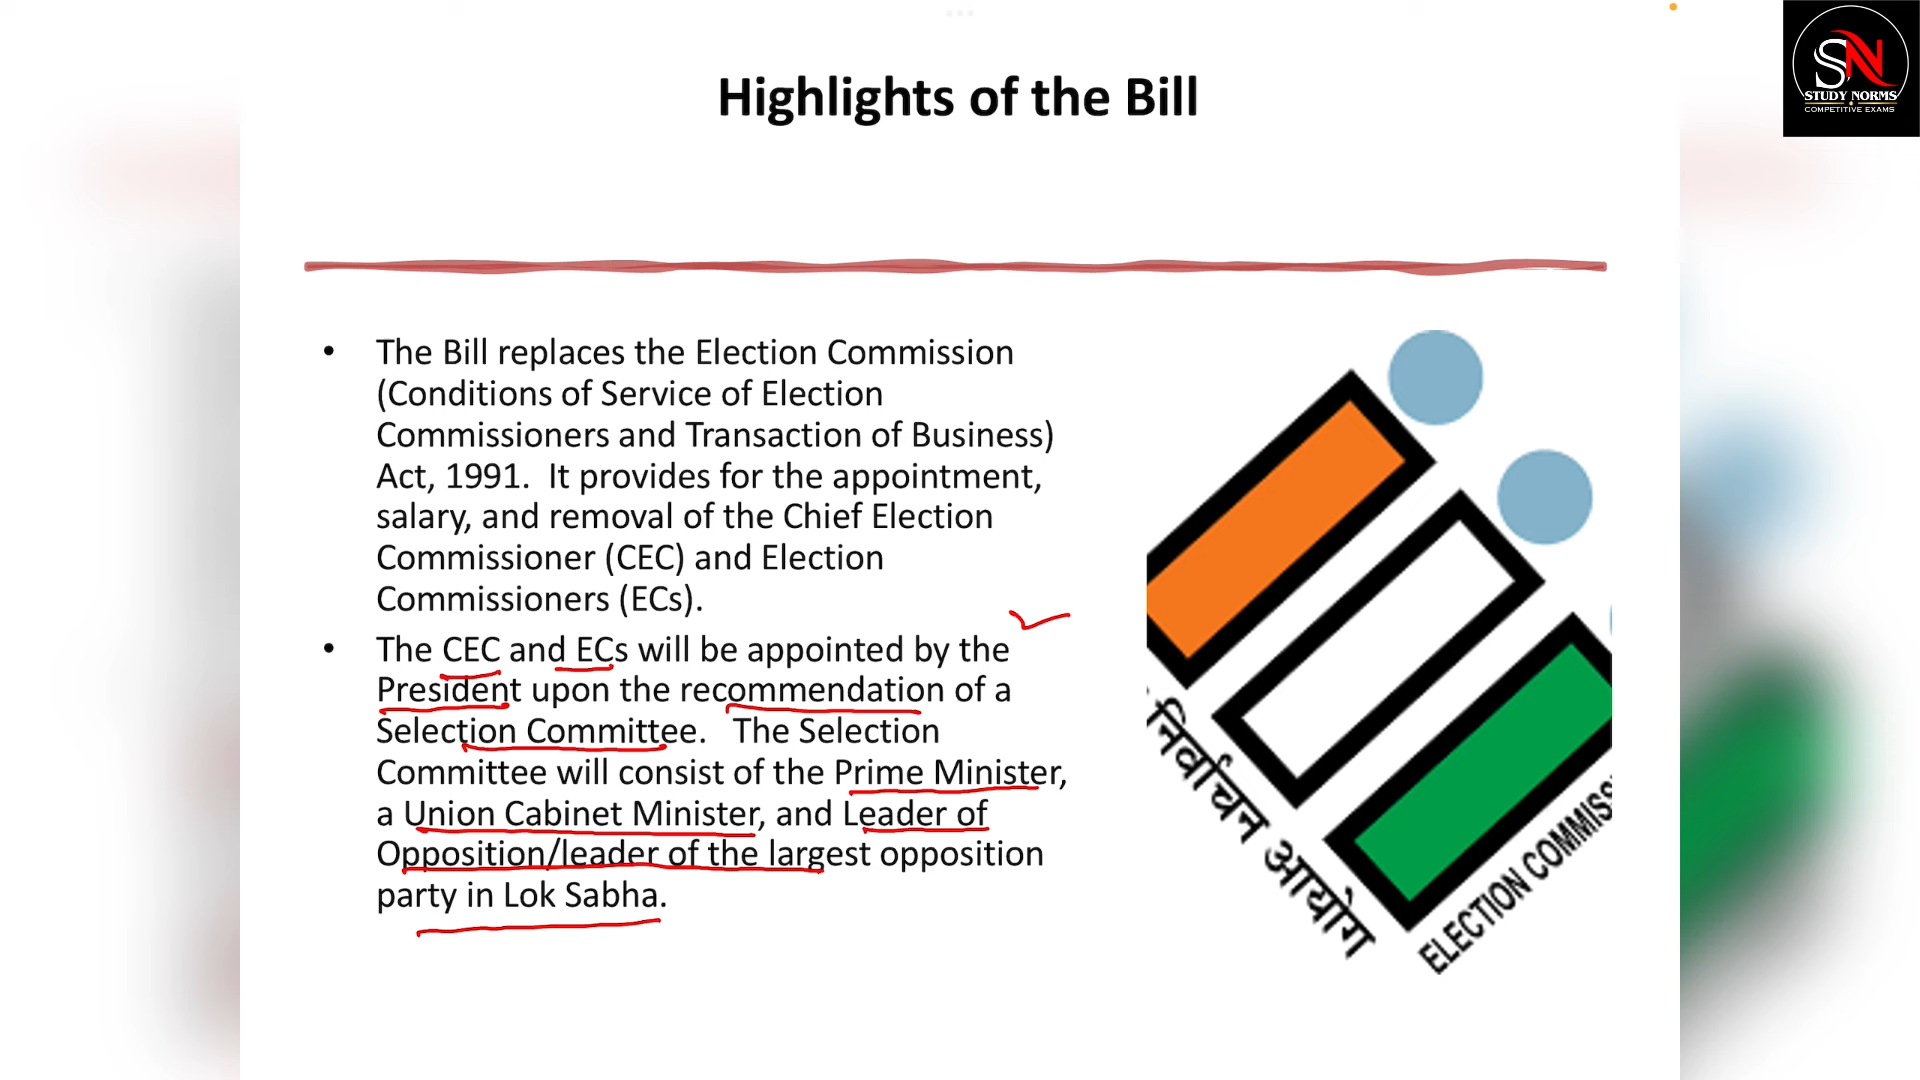 SN
STUDY NORMS
COMPETITIVE EXAMS
Highlights of the Bill
• The Bill replaces the Election Commission
(Conditions of Service of Election
Commissioners and Transaction of Business)
Act, 1991. It provides for the appointment,
salary, and removal of the Chief Election
Commissioner (CEC) and Election
Commissioners (ECs).
• The CEC and ECs will be appointed by the
President upon the recommendation of a
Selection Committee. The Selection
Committee will consist of the Prime Minister,
a Union Cabinet Minister, and Leader of
Opposition/leader of the largest opposition
party in Lok Sabha.
निर्वाचन आयोग
ELECTION COMMISS